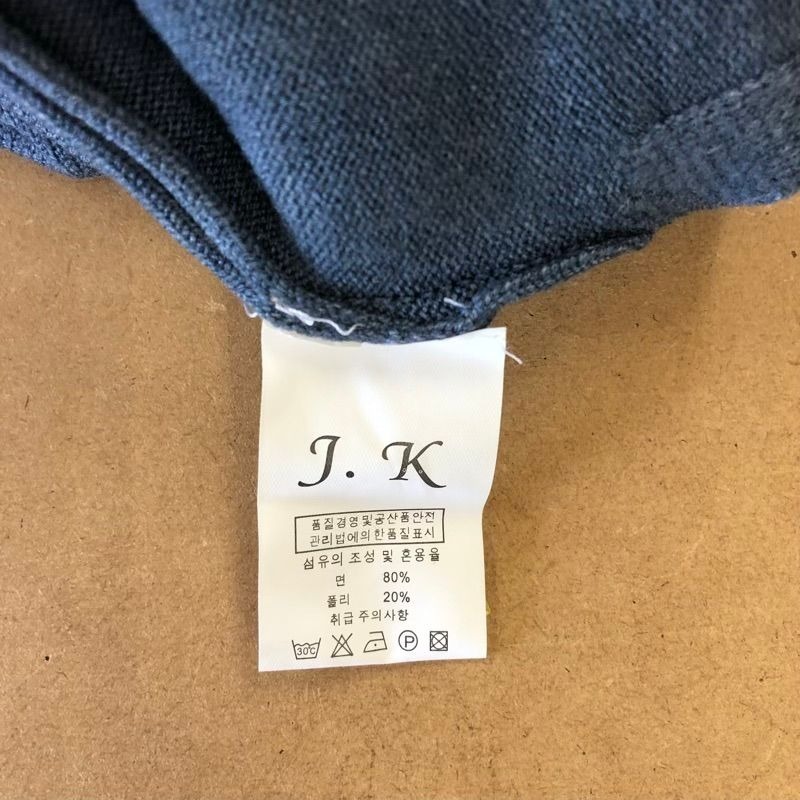 J. K
품질경영및공산품안전
관리법에의한품질표시
섬유의 조성 및 혼용율
면 80%
폴리 20%
취급 주의사항
30℃ P